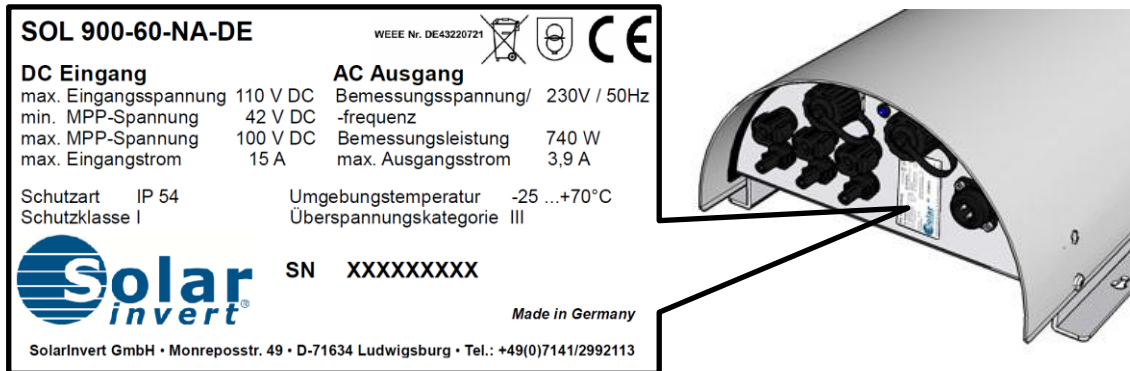 SOL 900-60-NA-DE
WEEE Nr. DE43220721
CE
DC Eingang
max. Eingangsspannung 110 V DC
min. MPP-Spannung 42 V DC
max. MPP-Spannung 100 V DC
max. Eingangstrom 15 A
AC Ausgang
Bemessungsspannung/ 230V / 50Hz
-frequenz
Bemessungsleistung 740 W
max. Ausgangsstrom 3,9 A
Schutzart IP 54
Schutzklasse I
Umgebungstemperatur -25 ...+70°C
Überspannungskategorie III
Solar
invert®
SN XXXXXXXXX
Made in Germany
SolarInvert GmbH • Monreposstr. 49 • D-71634 Ludwigsburg • Tel.: +49(0)7141/2992113
Solar